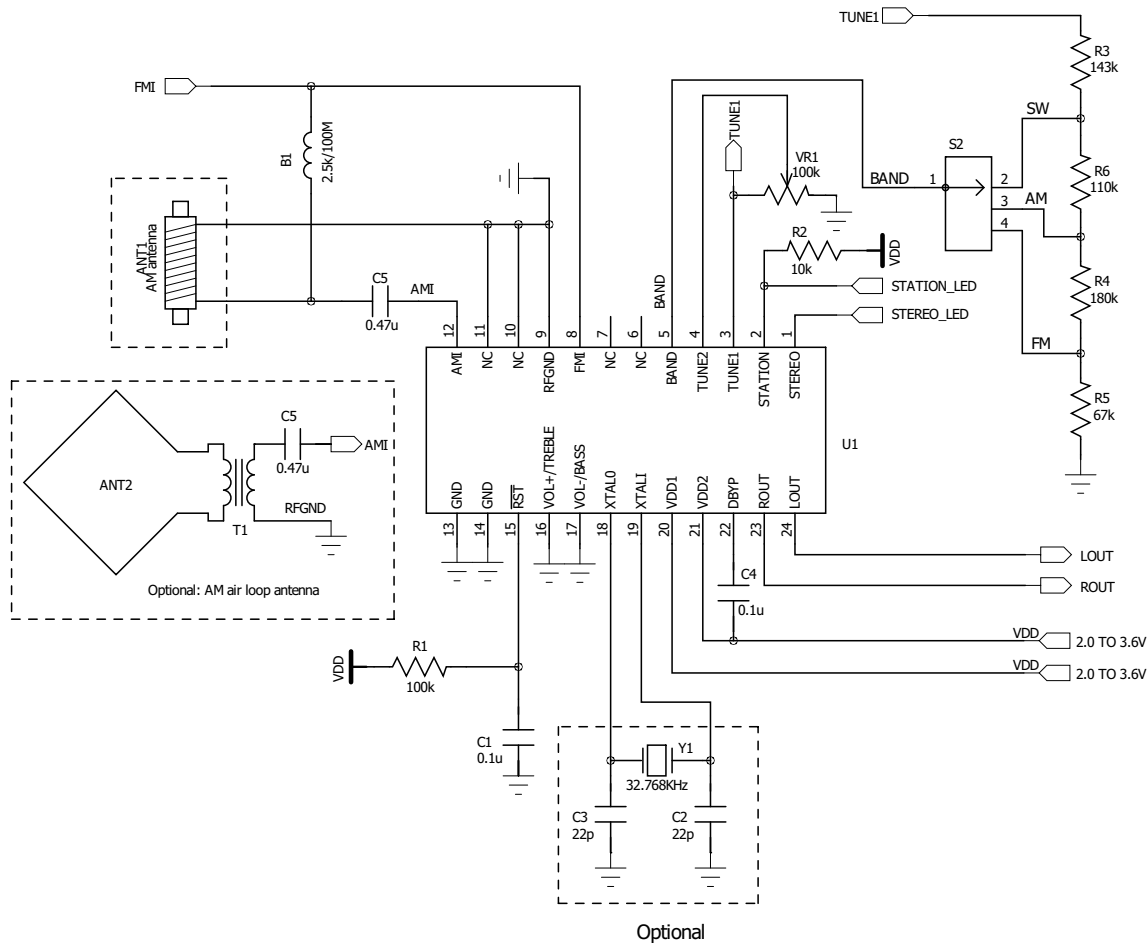 TUNE1
R3
143k
FMI
SW
TUNE1
S2
B1
2.5k/100M
VR1
100k
R6
110k
BAND
1
2
3
4
AM
ANT1
AM antenna
R2
10k
VDD
R4
180k
C5
0.47u
AMI
BAND
STATION_LED
STEREO_LED
FM
12
11
10
9
8
7
6
5
4
3
2
1
AMI
NC
NC
RFGND
FMI
NC
NC
BAND
TUNE2
TUNE1
STATION
STEREO
R5
67k
U1
C5
0.47u
AMI
ANT2
RFGND
T1
Optional: AM air loop antenna
GND
GND
RST
VOL+/TREBLE
VOL-/BASS
XTAL0
XTALI
VDD1
VDD2
DBYP
ROUT
LOUT
13
14
15
16
17
18
19
20
21
22
23
24
LOUT
ROUT
C4
0.1u
VDD
2.0 TO 3.6V
VDD
2.0 TO 3.6V
VDD
R1
100k
C1
0.1u
Y1
32.768KHz
C3
22p
C2
22p
Optional